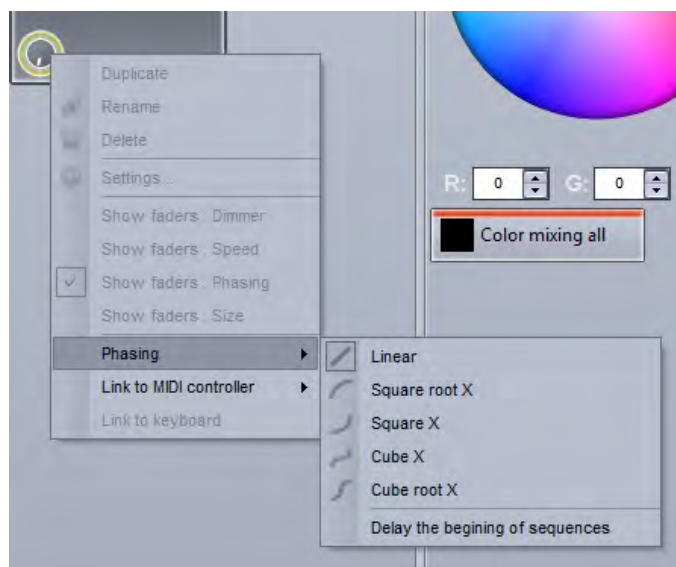 Duplicate
Rename
Delete
Settings...
Show faders : Dimmer
Show faders : Speed
Show faders : Phasing
Show faders : Size
Phasing
Link to MIDI controller
Link to keyboard
R: 0 G: 0
Color mixing all
Linear
Square root X
Square X
Cube X
Cube root X
Delay the begining of sequences